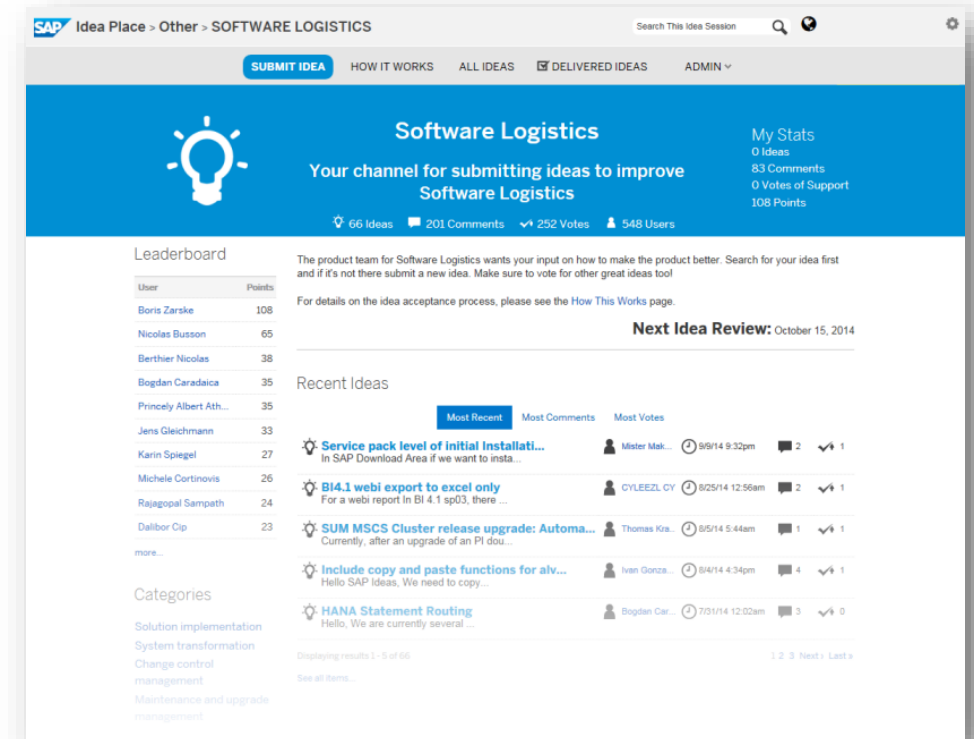 SAP Idea Place > Other > SOFTWARE LOGISTICS
Search This Idea Session
SUBMIT IDEA HOW IT WORKS ALL IDEAS DELIVERED IDEAS ADMIN
Software Logistics
Your channel for submitting ideas to improve
Software Logistics
66 Ideas 201 Comments 252 Votes 548 Users
My Stats
0 Ideas
83 Comments
0 Votes of Support
108 Points
Leaderboard
User Points
Boris Zarske 108
Nicolas Busson 65
Berthier Nicolas 38
Bogdan Caradaica 35
Princely Albert Ath... 35
Jens Gleichmann 33
Karin Spiegel 27
Michele Cortinovis 26
Rajagopal Sampath 24
Dalibor Cip 23
more...
Categories
Solution implementation
System transformation
Change control
management
Maintenance and upgrade
management
The product team for Software Logistics wants your input on how to make the product better. Search for your idea first
and if it's not there submit a new idea. Make sure to vote for other great ideas too!
For details on the idea acceptance process, please see the How This Works page.
Next Idea Review: October 15, 2014
Recent Ideas
Most Recent Most Comments Most Votes
Service pack level of initial Installati... Mister Mak... 9/9/14 9:32pm 2 1
In SAP Download Area if we want to insta...
BI4.1 webi export to excel only CYLEEZL CY 8/25/14 12:56am 2 1
For a webi report In BI 4.1 sp03, there ...
SUM MSCS Cluster release upgrade: Automa... Thomas Kra... 8/5/14 5:44am 1 1
Currently, after an upgrade of an PI dou...
Include copy and paste functions for alv... Ivan Gonza... 8/4/14 4:34pm 4 1
Hello SAP Ideas, We need to copy...
HANA Statement Routing Bogdan Car... 7/31/14 12:02am 3 0
Hello, We are currently several ...
Displaying results 1 - 5 of 66 1 2 3 Next › Last »
See all items...